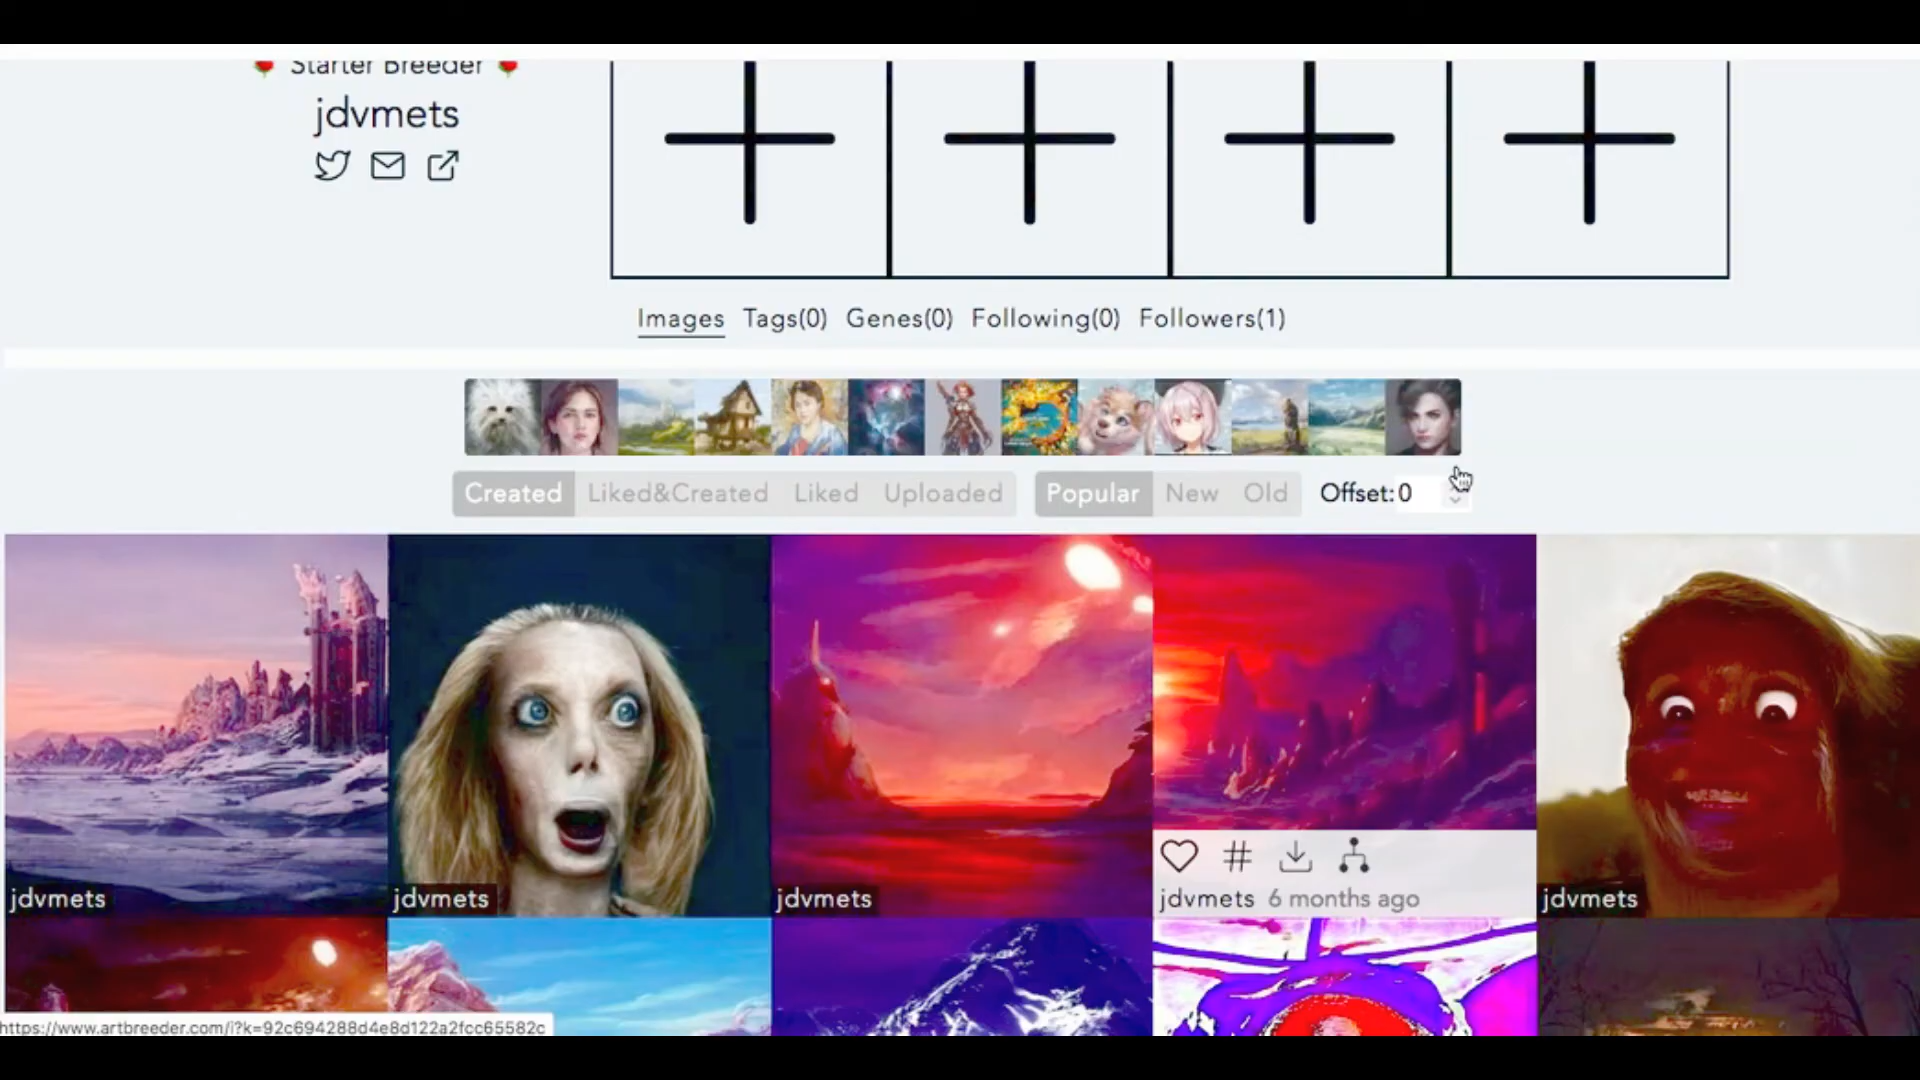 Starter Breeder
jdvmets
Images Tags(0) Genes(0) Following(0) Followers(1)
Created Liked&Created Liked Uploaded Popular New Old Offset: 0
jdvmets jdvmets jdvmets jdvmets 6 months ago jdvmets
https://www.artbreeder.com/i?k=92c694288d4e8d122a2fcc65582c